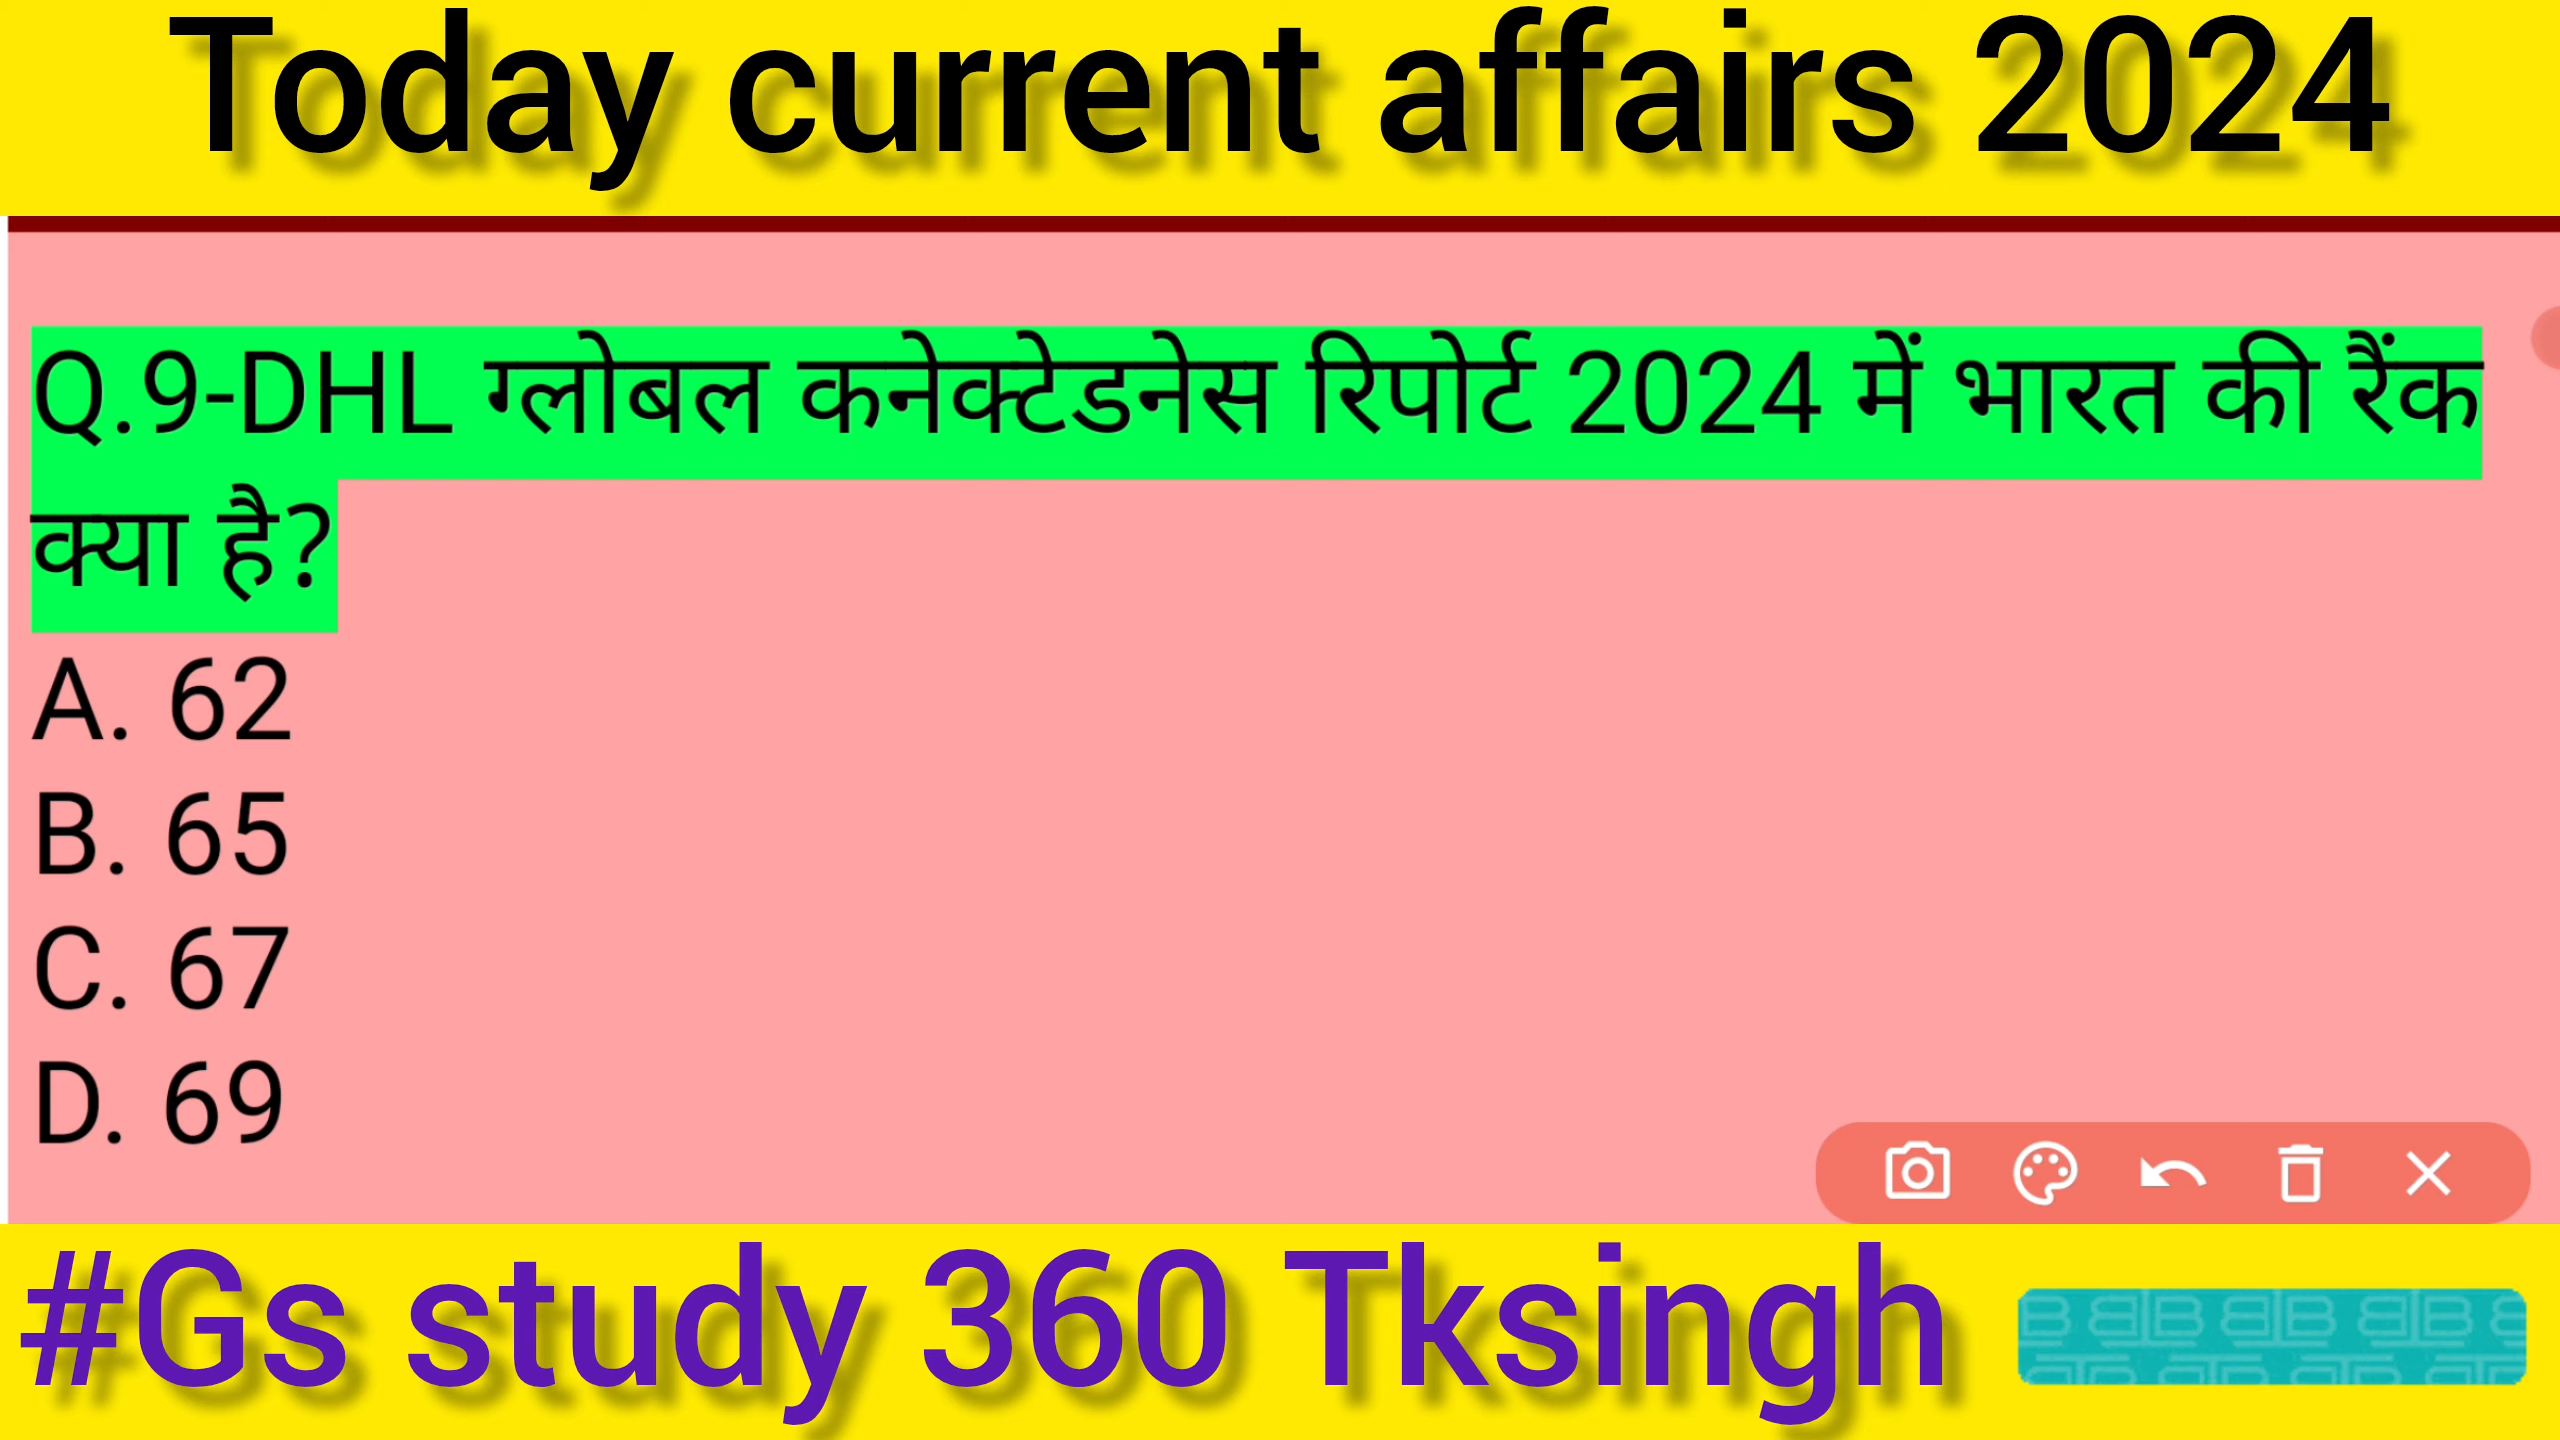 Today current affairs 2024
Q.9-DHL ग्लोबल कनेक्टेडनेस रिपोर्ट 2024 में भारत की रैंक
क्या है?
A. 62
B. 65
C. 67
D. 69
#Gs study 360 Tksingh